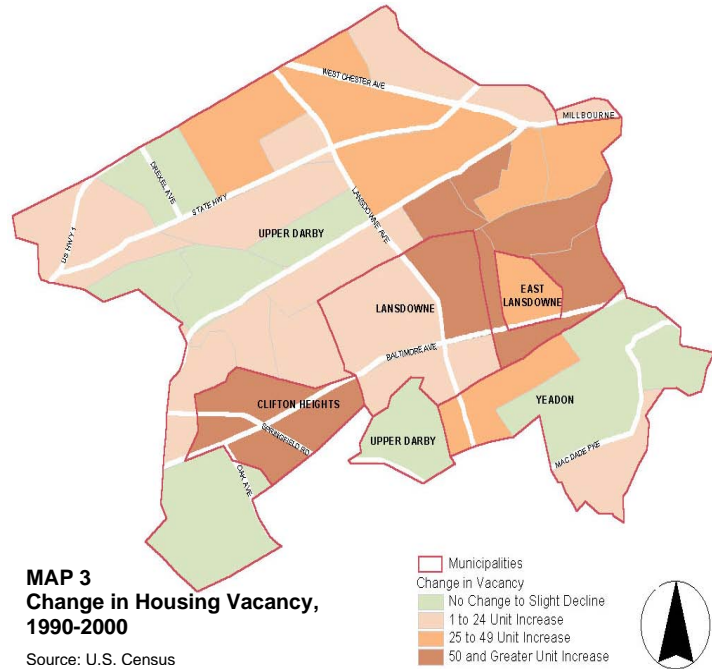 WEST CHESTER AVE
MILLBOURNE
DREXEL AVE
STATE HWY
LANSDOWNE AVE
US HWY 1
UPPER DARBY
LANSDOWNE
EAST
LANSDOWNE
BALTIMORE AVE
CLIFTON HEIGHTS
YEADON
SPRINGFIELD RD
UPPER DARBY
MAC DADE PKE
OAK AVE
MAP 3
Change in Housing Vacancy,
1990-2000
Source: U.S. Census
Municipalities
Change in Vacancy
No Change to Slight Decline
1 to 24 Unit Increase
25 to 49 Unit Increase
50 and Greater Unit Increase